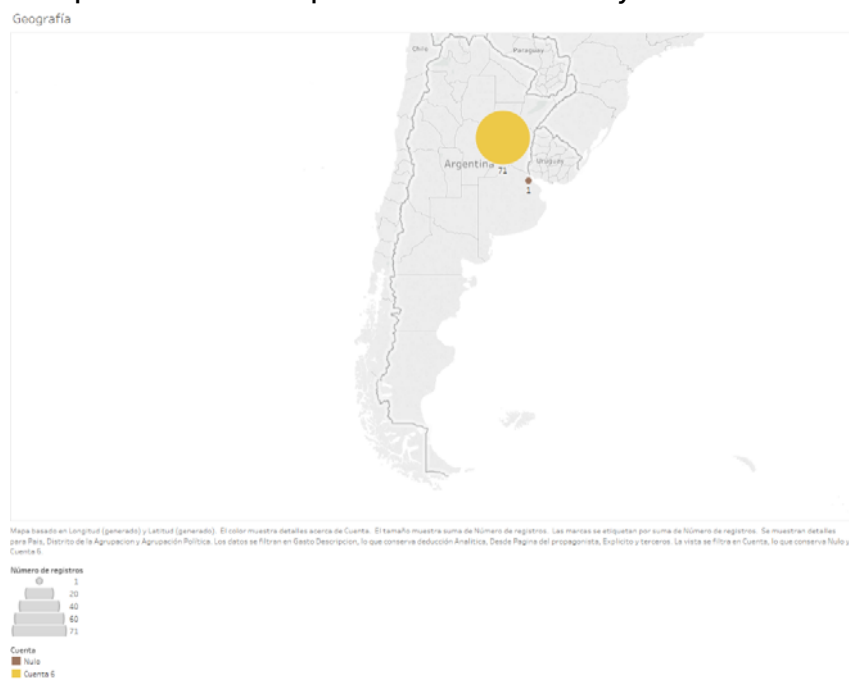 Geografía
Chile
Paraguay
Argentina
Uruguay
71
1
Mapa basado en Longitud (generado) y Latitud (generado). El color muestra detalles acerca de Cuenta. El tamaño muestra suma de Número de registros. Las marcas se etiquetan por suma de Número de registros. Se muestran detalles
para Pais, Distrito de la Agrupacion y Agrupación Política. Los datos se filtran en Gasto Descripcion, lo que conserva deducción Analítica, Desde Pagina del propagonista, Explicito y terceros. La vista se filtra en Cuenta, lo que conserva Nulo y
Cuenta 6.
Número de registros
1
20
40
60
71
Cuenta
Nulo
Cuenta 6